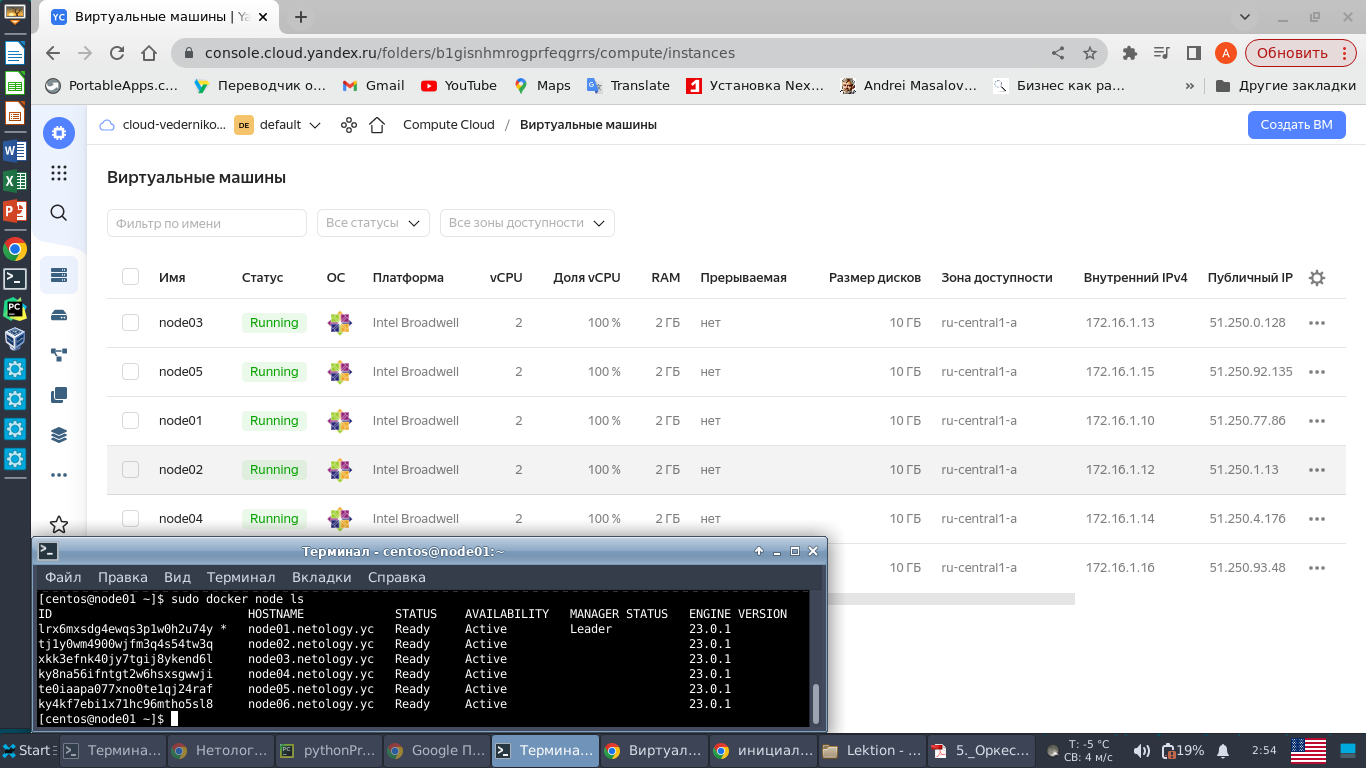 YC Виртуальные машины | Ya
console.cloud.yandex.ru/folders/b1gisnhmroqprfeqgrrs/compute/instances
А
Обновить
PortableApps.c... Переводчик о... Gmail YouTube Maps Translate Установка Nex... Andrei Masalov... Бизнес как ра... » Другие закладки
cloud-vederniko... DE default Compute Cloud / Виртуальные машины Создать ВМ
Виртуальные машины
Фильтр по имени Все статусы Все зоны доступности
Имя Статус ОС Платформа vCPU Доля vCPU RAM Прерываемая Размер дисков Зона доступности Внутренний IPv4 Публичный IP
node03 Running Intel Broadwell 2 100 % 2 ГБ нет 10 ГБ ru-central1-a 172.16.1.13 51.250.0.128
node05 Running Intel Broadwell 2 100 % 2 ГБ нет 10 ГБ ru-central1-a 172.16.1.15 51.250.92.135
node01 Running Intel Broadwell 2 100 % 2 ГБ нет 10 ГБ ru-central1-a 172.16.1.10 51.250.77.86
node02 Running Intel Broadwell 2 100 % 2 ГБ нет 10 ГБ ru-central1-a 172.16.1.12 51.250.1.13
node04 Running Intel Broadwell 2 100 % 2 ГБ нет 10 ГБ ru-central1-a 172.16.1.14 51.250.4.176
10 ГБ ru-central1-a 172.16.1.16 51.250.93.48
Терминал - centos@node01:~
Файл Правка Вид Терминал Вкладки Справка
[centos@node01 ~]$ sudo docker node ls
ID HOSTNAME STATUS AVAILABILITY MANAGER STATUS ENGINE VERSION
lrx6mxsdg4ewqs3p1w0h2u74y * node01.netology.yc Ready Active Leader 23.0.1
tj1y0wm4900wjfm3q4s54tw3q node02.netology.yc Ready Active 23.0.1
xkk3efnk40jy7tgij8ykend6l node03.netology.yc Ready Active 23.0.1
ky8na56ifntgt2w6hsxsgwwji node04.netology.yc Ready Active 23.0.1
te0iaapa077xno0te1qj24raf node05.netology.yc Ready Active 23.0.1
ky4kf7ebi1x71hc96mtho5sl8 node06.netology.yc Ready Active 23.0.1
[centos@node01 ~]$
Start Термина... Нетолог... pythonPr... Google П... Термина... Виртуал... инициал... Lektion - ... 5._Оркес... T: -5 °C 19% 2:54
СВ: 4 м/с